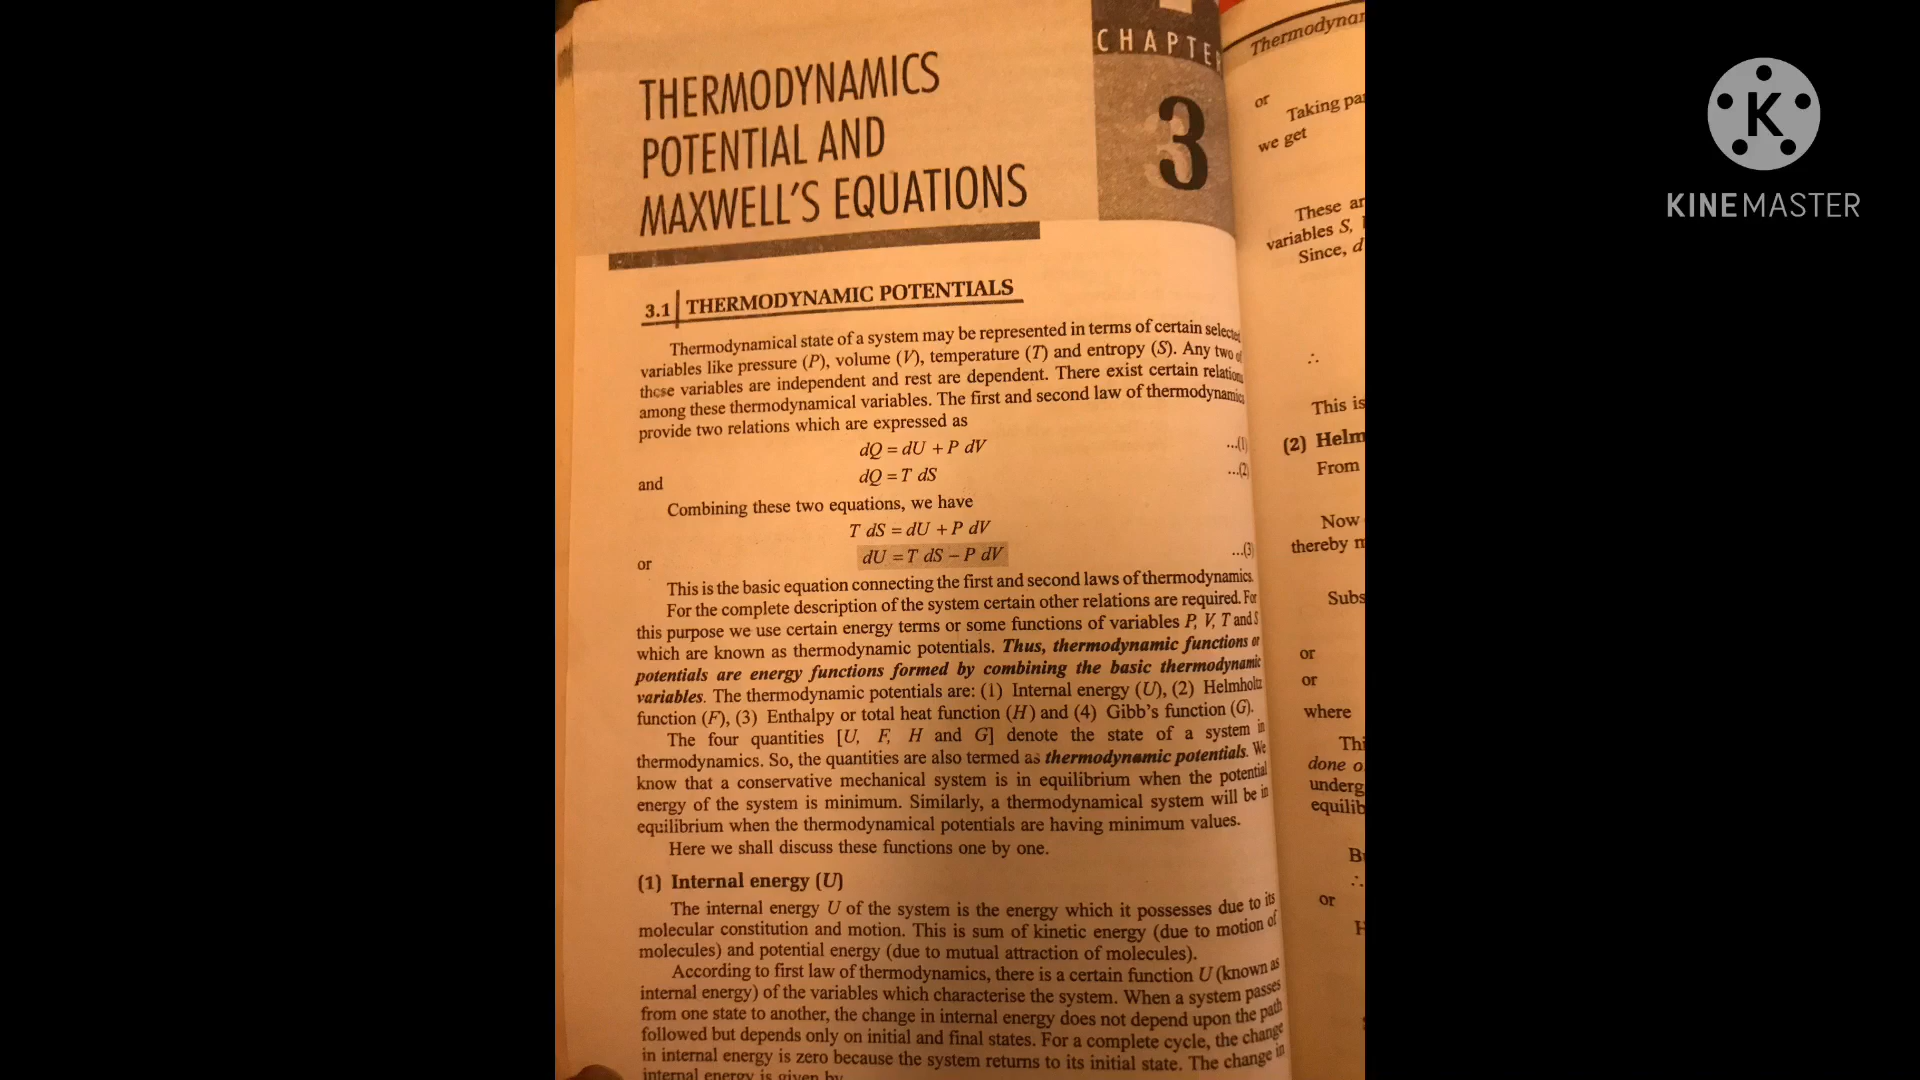 CHAPTER
3
THERMODYNAMICS
POTENTIAL AND
MAXWELL'S EQUATIONS
3.1 THERMODYNAMIC POTENTIALS
Thermodynamical state of a system may be represented in terms of certain selected
variables like pressure (P), volume (V), temperature (T) and entropy (S). Any two of
these variables are independent and rest are dependent. There exist certain relations
among these thermodynamical variables. The first and second law of thermodynamics
provide two relations which are expressed as
dQ = dU + P dV ...(1)
and dQ = T dS ...(2)
Combining these two equations, we have
T dS = dU + P dV
or dU = T dS – P dV ...(3)
This is the basic equation connecting the first and second laws of thermodynamics.
For the complete description of the system certain other relations are required. For
this purpose we use certain energy terms or some functions of variables P, V, T and S
which are known as thermodynamic potentials. Thus, thermodynamic functions or
potentials are energy functions formed by combining the basic thermodynamic
variables. The thermodynamic potentials are: (1) Internal energy (U), (2) Helmholtz
function (F), (3) Enthalpy or total heat function (H) and (4) Gibb's function (G).
The four quantities [U, F, H and G] denote the state of a system in
thermodynamics. So, the quantities are also termed as thermodynamic potentials. We
know that a conservative mechanical system is in equilibrium when the potential
energy of the system is minimum. Similarly, a thermodynamical system will be in
equilibrium when the thermodynamical potentials are having minimum values.
Here we shall discuss these functions one by one.
(1) Internal energy (U)
The internal energy U of the system is the energy which it possesses due to its
molecular constitution and motion. This is sum of kinetic energy (due to motion of
molecules) and potential energy (due to mutual attraction of molecules).
According to first law of thermodynamics, there is a certain function U (known as
internal energy) of the variables which characterise the system. When a system passes
from one state to another, the change in internal energy does not depend upon the path
followed but depends only on initial and final states. For a complete cycle, the change
in internal energy is zero because the system returns to its initial state. The change in
internal energy is given by
or
Taking
we get
These
variables S,
Since,
∴
This is
(2)
From
Now
thereby
or
or
where
done
∴
or
K
KINEMASTER